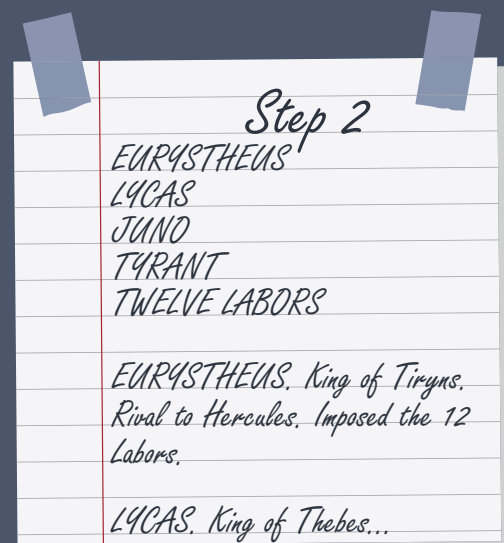 Step 2
EURYSTHEUS
LYCAS
JUNO
TYRANT
TWELVE LABORS
EURYSTHEUS. King of Tiryns.
Rival to Hercules. Imposed the 12
Labors.
LYCAS. King of Thebes...